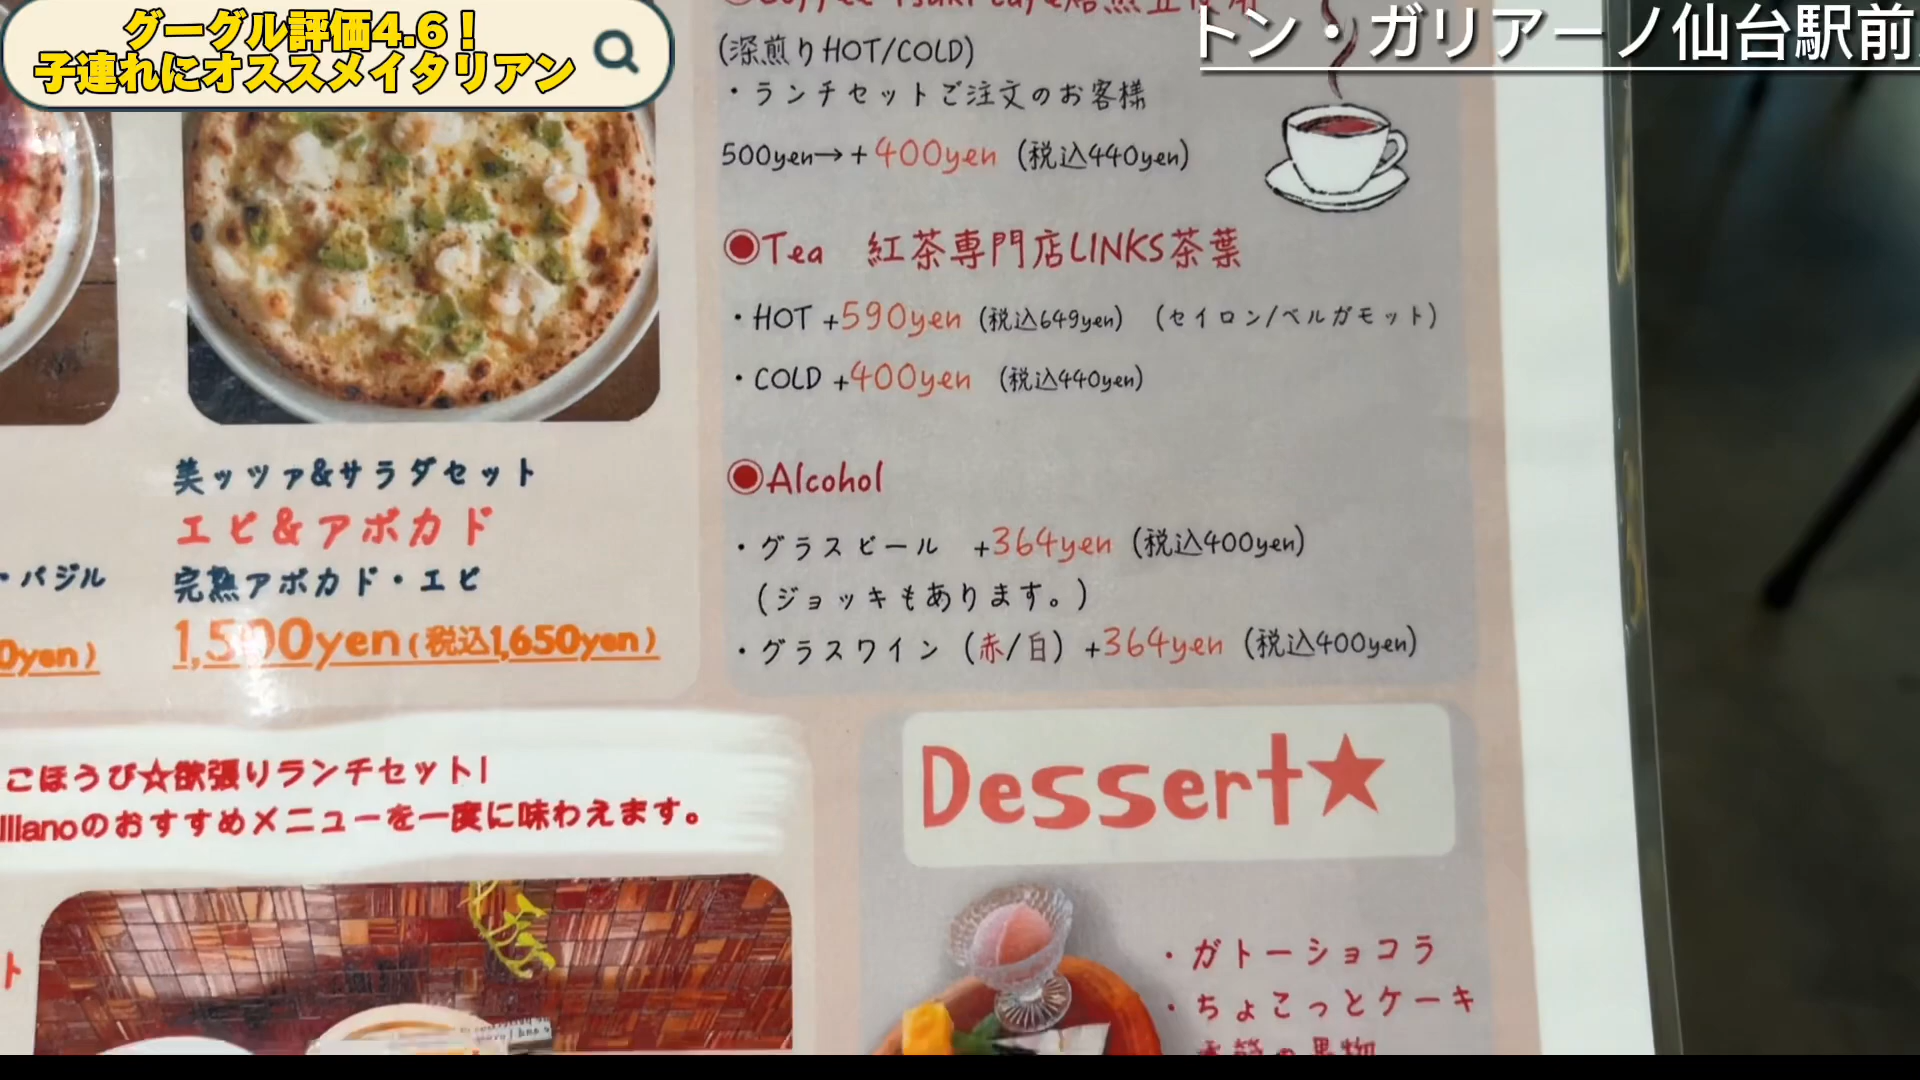 グーグル評価4.6！
子連れにオススメイタリアン
トン・ガリアーノ仙台駅前
(深煎りHOT/COLD)
・ランチセットご注文のお客様
500yen→+400yen (税込440yen)
◉Tea 紅茶専門店LINKS茶葉
・HOT +590yen (税込649yen) (セイロン/ベルガモット)
・COLD +400yen (税込440yen)
◉Alcohol
・グラスビール +364yen (税込400yen)
(ジョッキもあります。)
・グラスワイン (赤/白) +364yen (税込400yen)
美ッツァ&サラダセット
エビ&アボカド
完熟アボカド・エビ
1,500yen(税込1,650yen)
・バジル
0yen)
こほうび☆欲張りランチセット!
のおすすめメニューを一度に味わえます。
ト
Dessert★
・ガトーショコラ
・ちょこっとケーキ